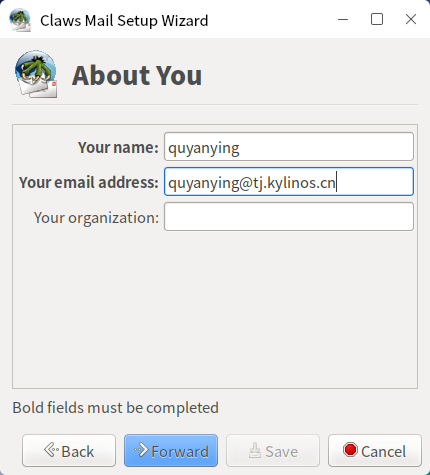 Claws Mail Setup Wizard
About You
Your name: quyanying
Your email address: quyanying@tj.kylinos.cn
Your organization:
Bold fields must be completed
Back Forward Save Cancel